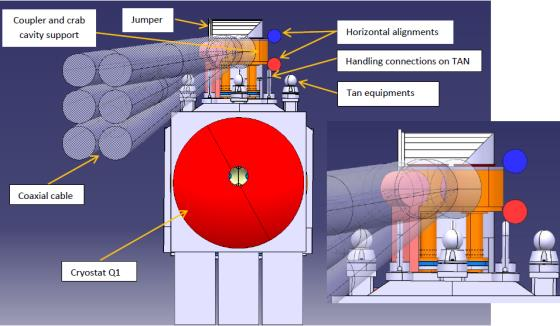 Coupler and crab
cavity support
Jumper
Horizontal alignments
Handling connections on TAN
Tan equipments
Coaxial cable
Cryostat Q1